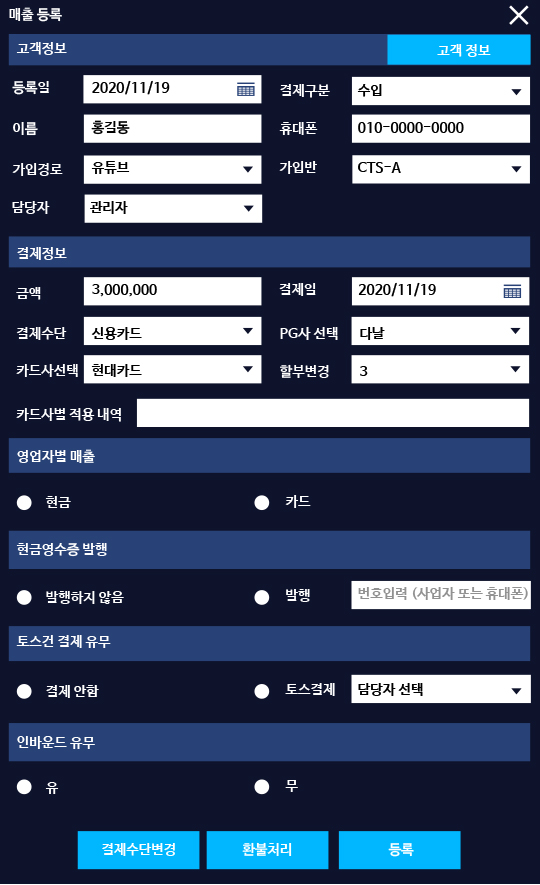 매출 등록
고객정보 고객 정보
등록일 2020/11/19 결제구분 수입
이름 홍길동 휴대폰 010-0000-0000
가입경로 유튜브 가입반 CTS-A
담당자 관리자
결제정보
금액 3,000,000 결제일 2020/11/19
결제수단 신용카드 PG사 선택 다날
카드사선택 현대카드 할부변경 3
카드사별 적용 내역
영업자별 매출
현금 카드
현금영수증 발행
발행하지 않음 발행 번호입력 (사업자 또는 휴대폰)
토스건 결제 유무
결제 안함 토스결제 담당자 선택
인바운드 유무
유 무
결제수단변경 환불처리 등록